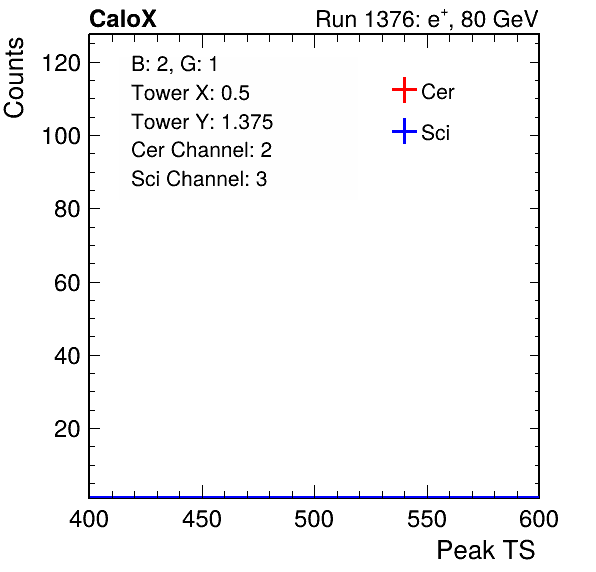 CaloX
Run 1376: e⁺, 80 GeV
Counts
B: 2, G: 1
Tower X: 0.5
Tower Y: 1.375
Cer Channel: 2
Sci Channel: 3
Cer
Sci
120
100
80
60
40
20
400 450 500 550 600
Peak TS